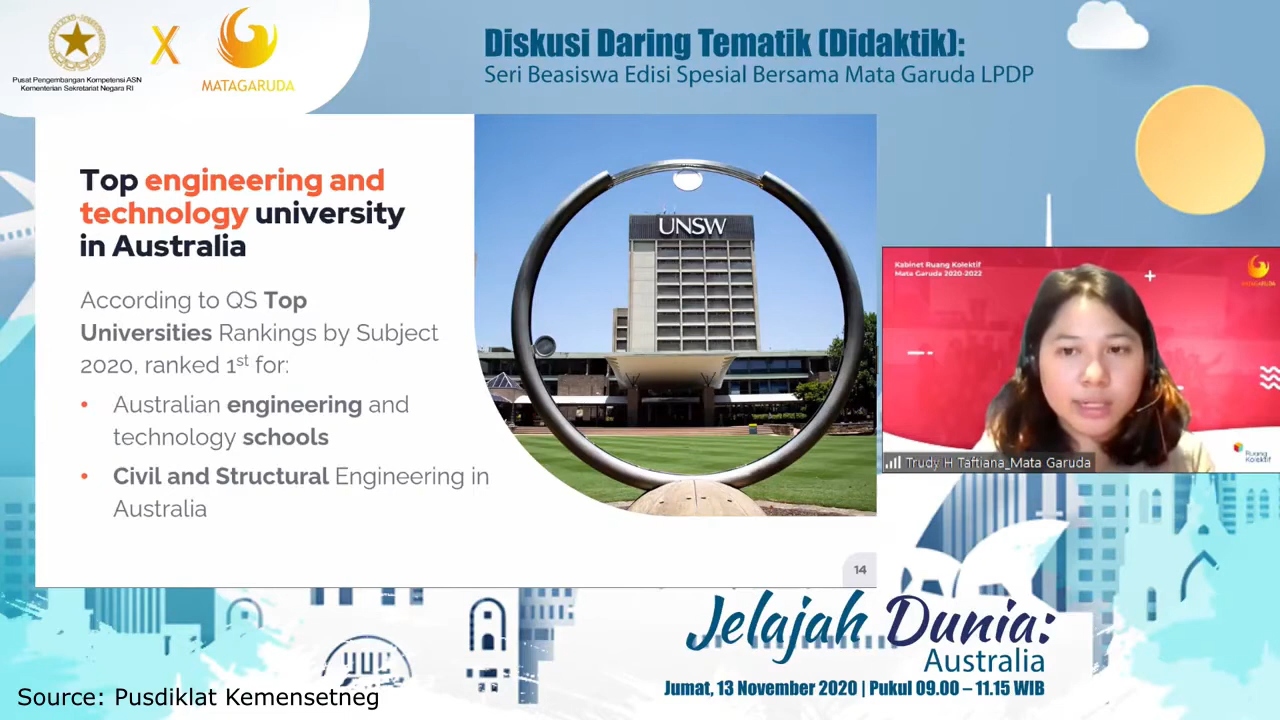 Pusat Pengembangan Kompetensi ASN
Kementerian Sekretariat Negara RI
X
MATAGARUDA
Diskusi Daring Tematik (Didaktik):
Seri Beasiswa Edisi Spesial Bersama Mata Garuda LPDP
Top engineering and
technology university
in Australia
According to QS Top
Universities Rankings by Subject
2020, ranked 1st for:
• Australian engineering and
technology schools
• Civil and Structural Engineering in
Australia
UNSW
14
Kabinet Ruang Kolektif
Mata Garuda 2020-2022
MATAGARUDA
Ruang
Kolektif
Trudy H Taftiana_Mata Garuda
Jelajah Dunia:
Australia
Jumat, 13 November 2020 | Pukul 09.00 – 11.15 WIB
Source: Pusdiklat Kemensetneg